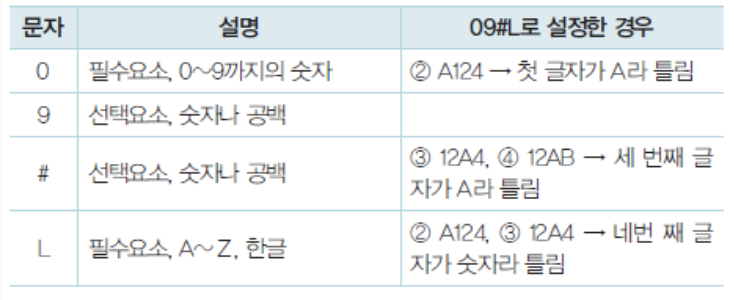 문자 설명 09#L로 설정한 경우
0 필수요소, 0~9까지의 숫자 ② A124 → 첫 글자가 A라 틀림
9 선택요소, 숫자나 공백
# 선택요소, 숫자나 공백 ③ 12A4, ④ 12AB → 세 번째 글
자가 A라 틀림
L 필수요소, A~Z, 한글 ② A124, ③ 12A4 → 네번 째 글
자가 숫자라 틀림